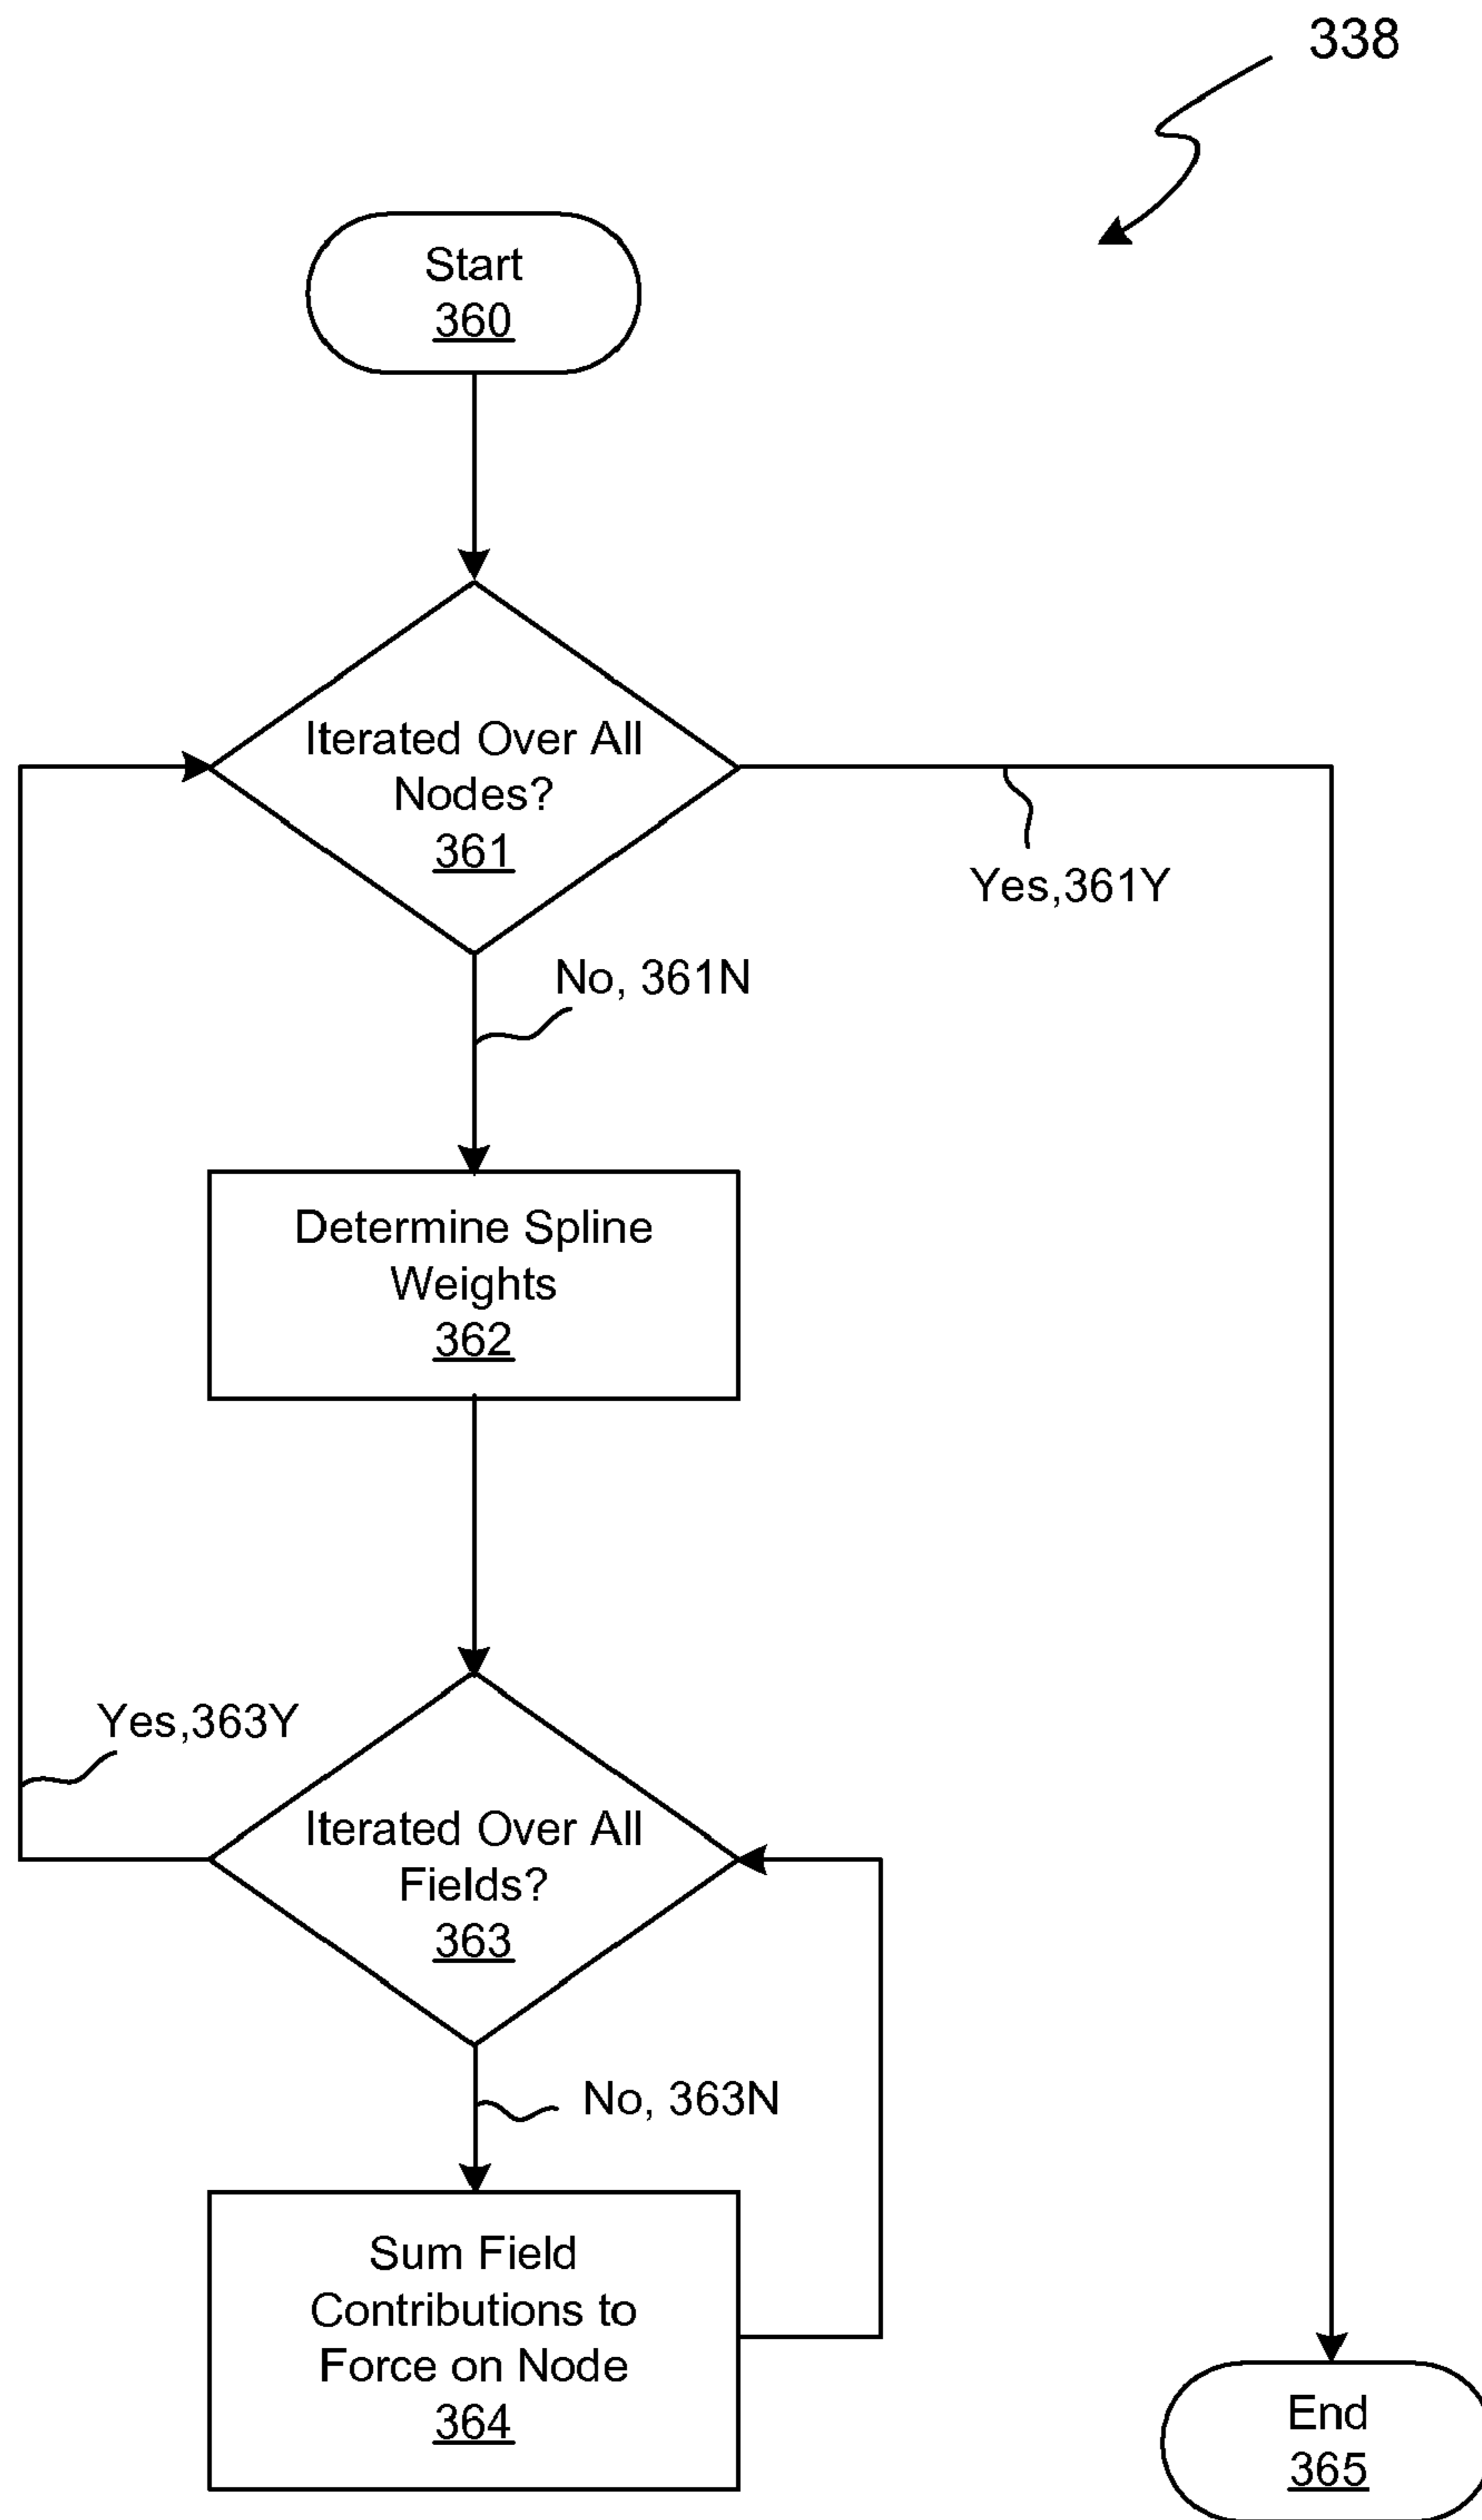 338
Start
360
Iterated Over All
Nodes?
361
Yes,361Y
No, 361N
Determine Spline
Weights
362
Yes,363Y
Iterated Over All
Fields?
363
No, 363N
Sum Field
Contributions to
Force on Node
364
End
365